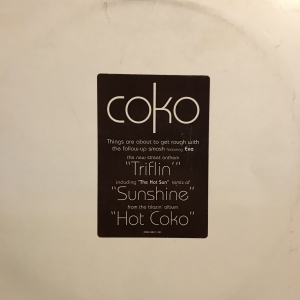 coko
Things are about to get rough with
the follow-up smash featuring Eve
the new street anthem
"Triflin'"
including "The Hot Sun" remix of
"Sunshine"
from the blazin' album
"Hot Coko"